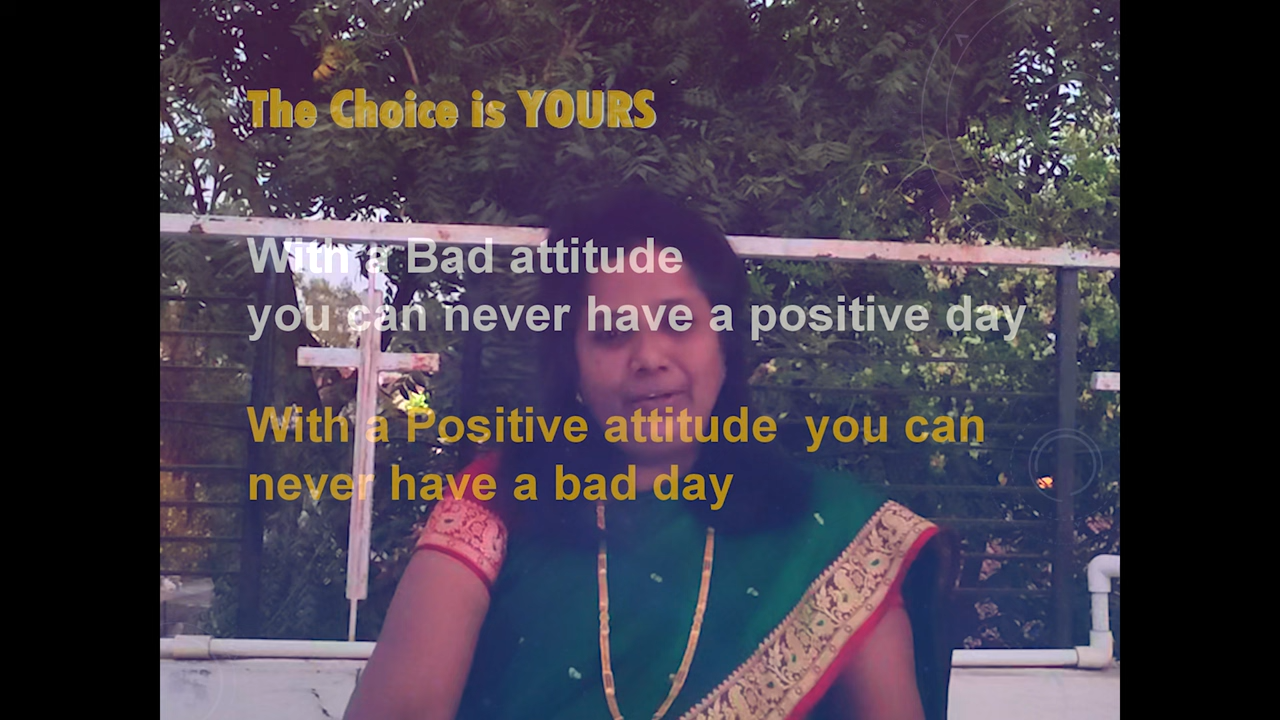 The Choice is YOURS
With a Bad attitude
you can never have a positive day
With a Positive attitude you can
never have a bad day